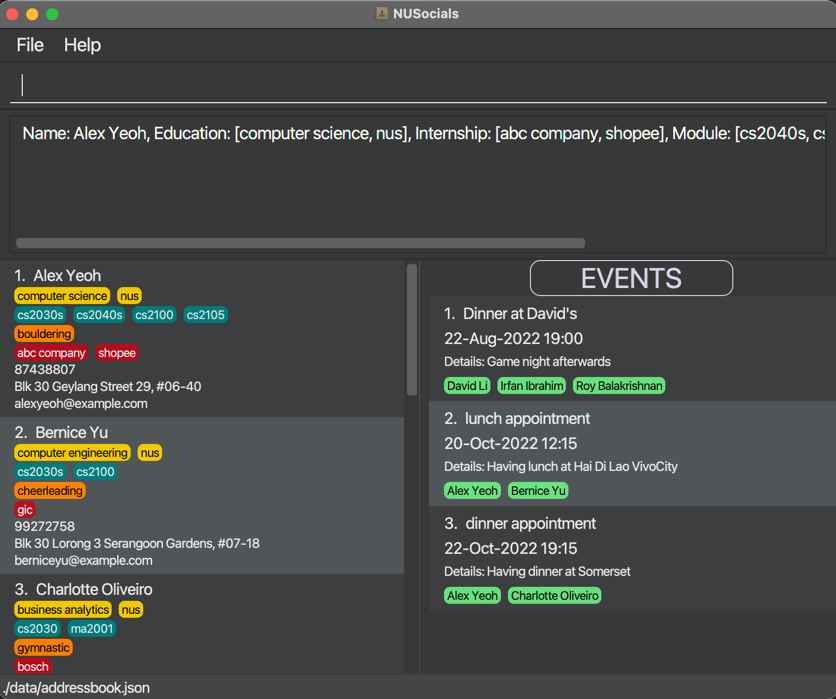 NUSocials
File Help
Name: Alex Yeoh, Education: [computer science, nus], Internship: [abc company, shopee], Module: [cs2040s, cs
1. Alex Yeoh
computer science nus
cs2030s cs2040s cs2100 cs2105
bouldering
abc company shopee
87438807
Blk 30 Geylang Street 29, #06-40
alexyeoh@example.com
2. Bernice Yu
computer engineering nus
cs2030s cs2100
cheerleading
gic
99272758
Blk 30 Lorong 3 Serangoon Gardens, #07-18
berniceyu@example.com
3. Charlotte Oliveiro
business analytics nus
cs2030 ma2001
gymnastic
bosch
EVENTS
1. Dinner at David's
22-Aug-2022 19:00
Details: Game night afterwards
David Li Irfan Ibrahim Roy Balakrishnan
2. lunch appointment
20-Oct-2022 12:15
Details: Having lunch at Hai Di Lao VivoCity
Alex Yeoh Bernice Yu
3. dinner appointment
22-Oct-2022 19:15
Details: Having dinner at Somerset
Alex Yeoh Charlotte Oliveiro
./data/addressbook.json